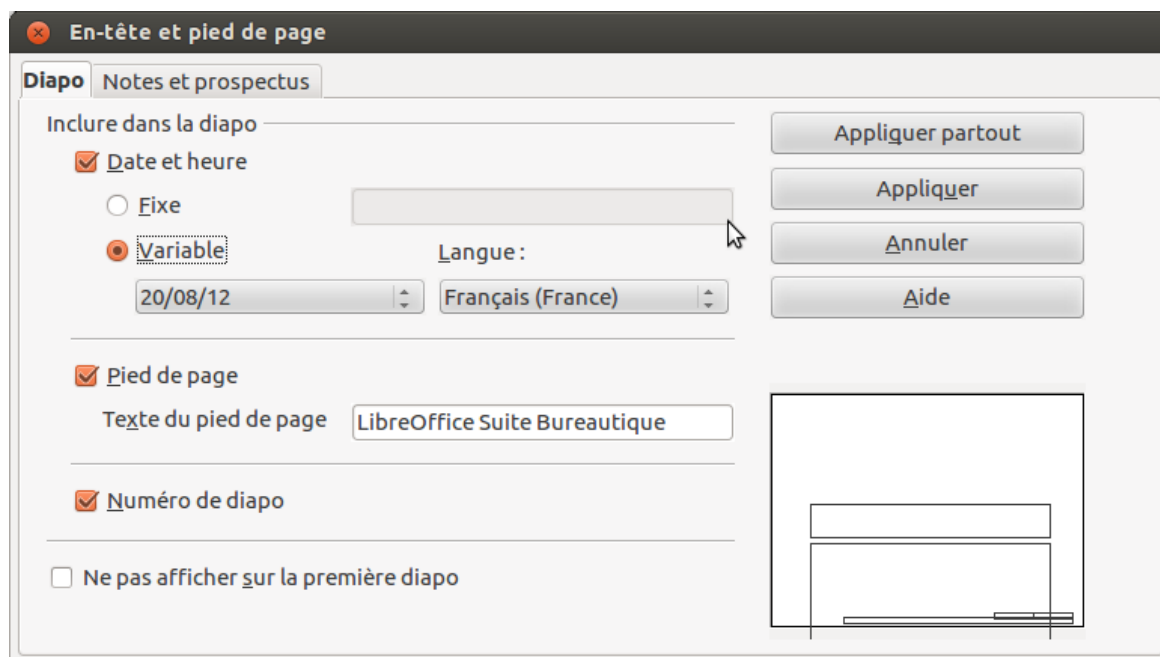 En-tête et pied de page
Diapo Notes et prospectus
Inclure dans la diapo
Date et heure
Fixe
Variable
Langue :
20/08/12 Français (France)
Pied de page
Texte du pied de page LibreOffice Suite Bureautique
Numéro de diapo
Ne pas afficher sur la première diapo
Appliquer partout
Appliquer
Annuler
Aide